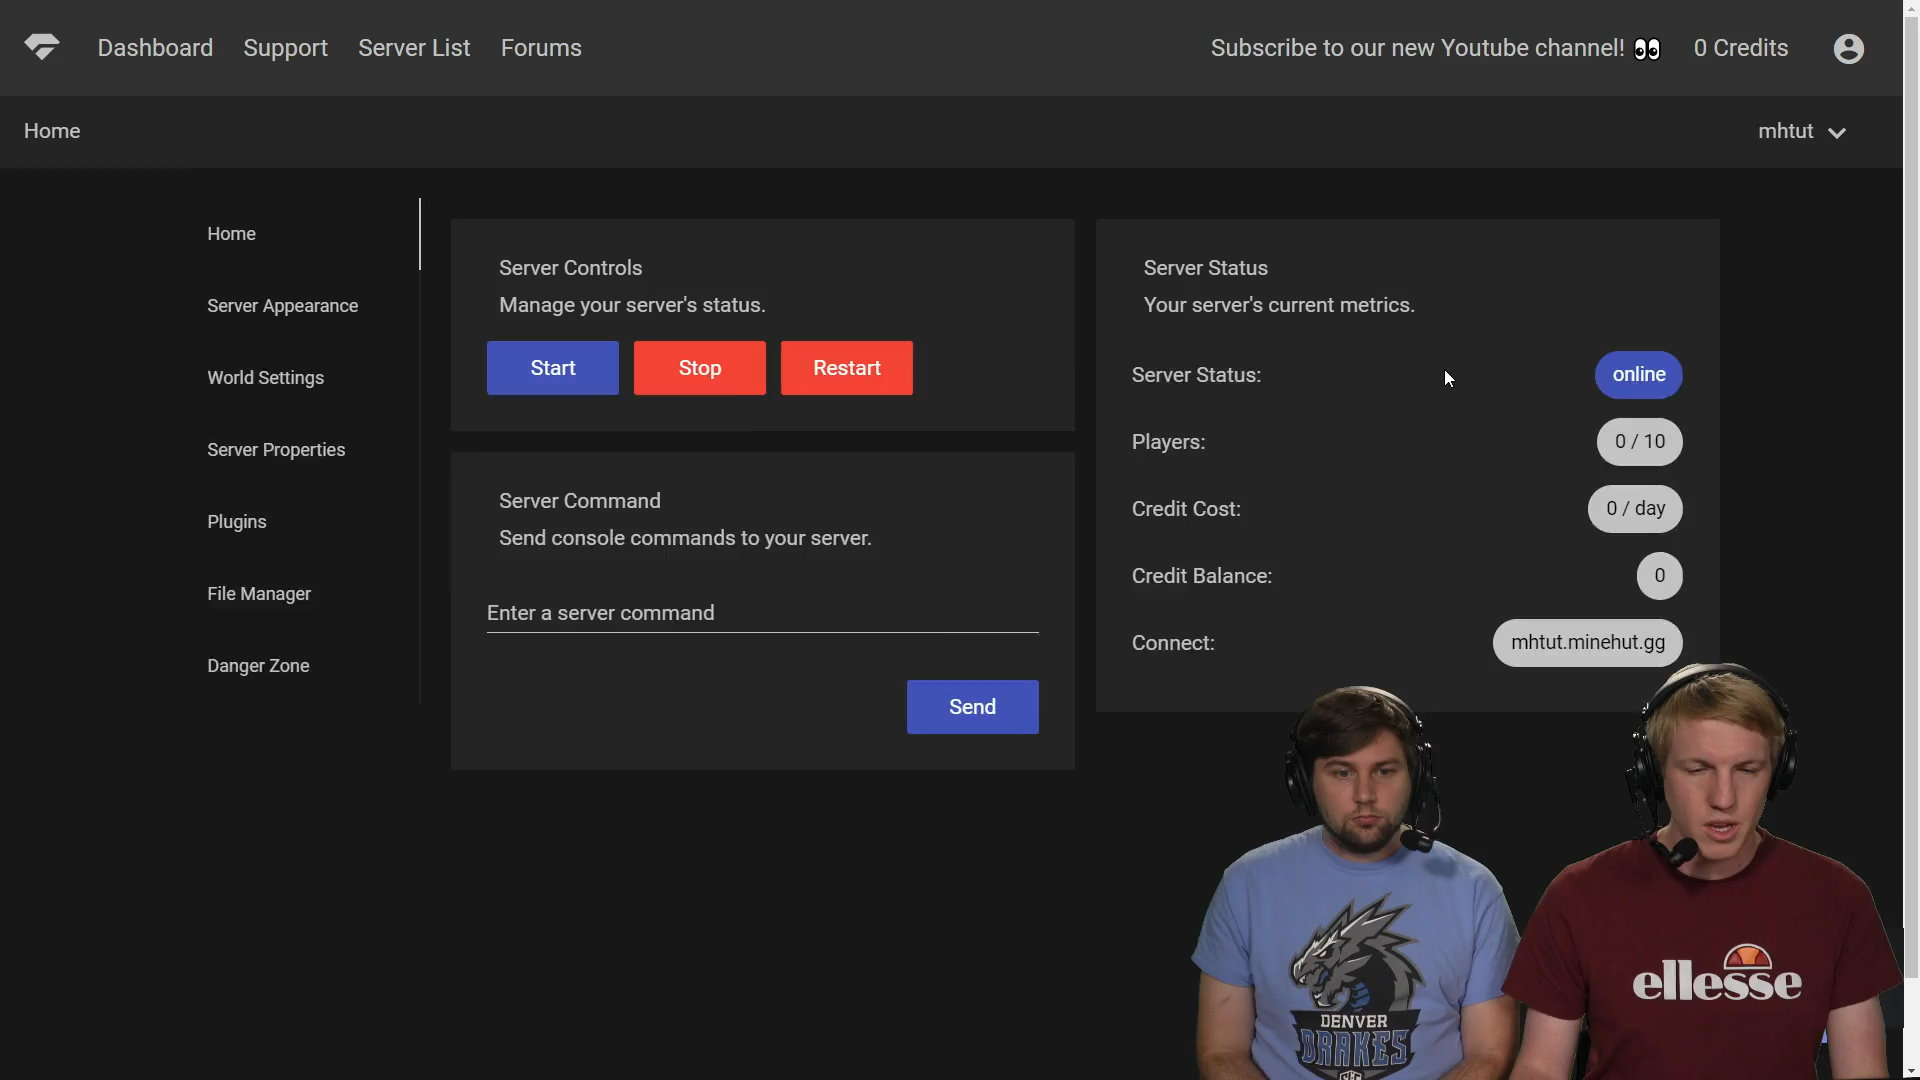 Dashboard Support Server List Forums Subscribe to our new Youtube channel! 👀 0 Credits
Home mhtut
Home
Server Appearance
World Settings
Server Properties
Plugins
File Manager
Danger Zone
Server Controls
Manage your server's status.
Start Stop Restart
Server Command
Send console commands to your server.
Enter a server command
Send
Server Status
Your server's current metrics.
Server Status: online
Players: 0 / 10
Credit Cost: 0 / day
Credit Balance: 0
Connect: mhtut.minehut.gg
DENVER
DRAKES
ellesse